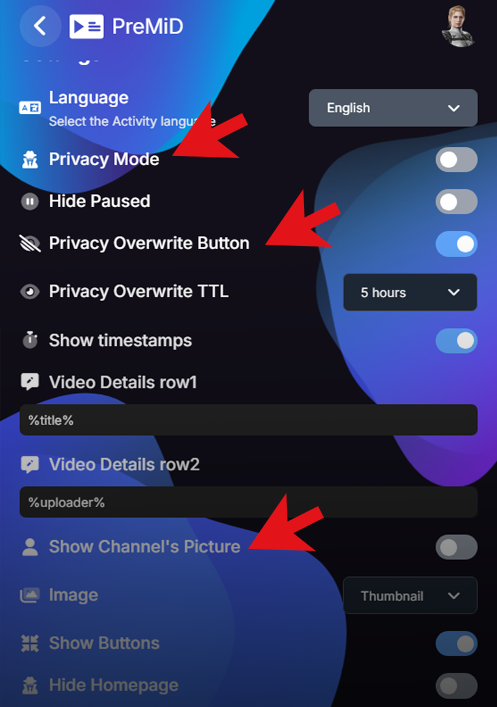 PreMiD
Settings
Language
Select the Activity language
English
Privacy Mode
Hide Paused
Privacy Overwrite Button
Privacy Overwrite TTL
5 hours
Show timestamps
Video Details row1
%title%
Video Details row2
%uploader%
Show Channel's Picture
Image
Thumbnail
Show Buttons
Hide Homepage